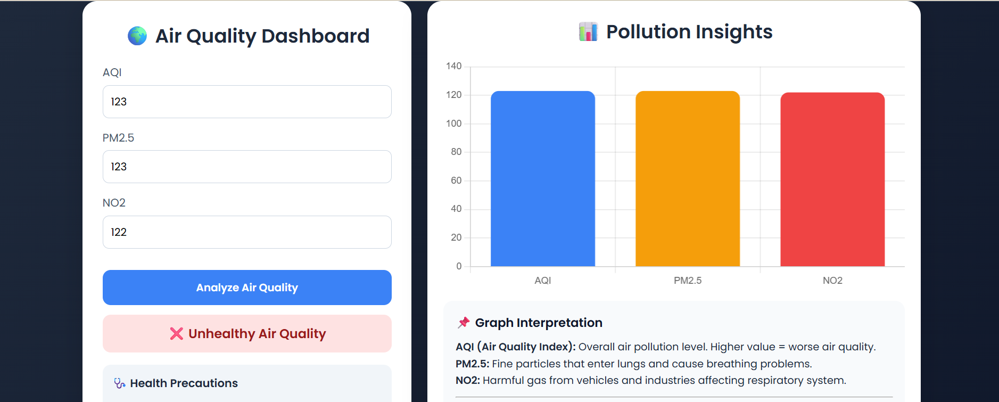 Air Quality Dashboard
AQI
123
PM2.5
123
NO2
122
Analyze Air Quality
Unhealthy Air Quality
Health Precautions
Pollution Insights
140
120
100
80
60
40
20
0
AQI PM2.5 NO2
Graph Interpretation
AQI (Air Quality Index): Overall air pollution level. Higher value = worse air quality.
PM2.5: Fine particles that enter lungs and cause breathing problems.
NO2: Harmful gas from vehicles and industries affecting respiratory system.